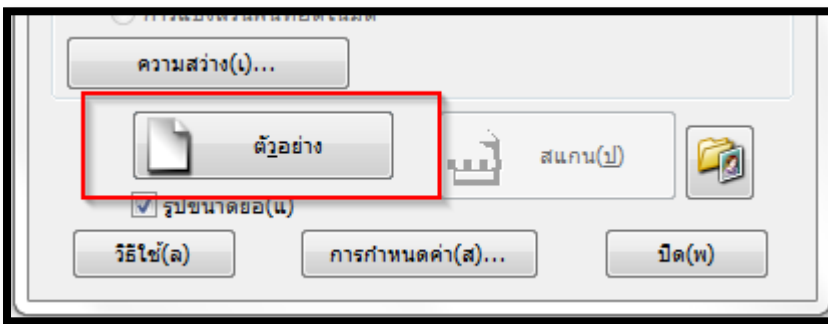 ความสว่าง(เ)...
ตัวอย่าง
สแกน(ป)
รูปขนาดย่อ(แ)
วิธีใช้(ล) การกำหนดค่า(ส)... ปิด(พ)